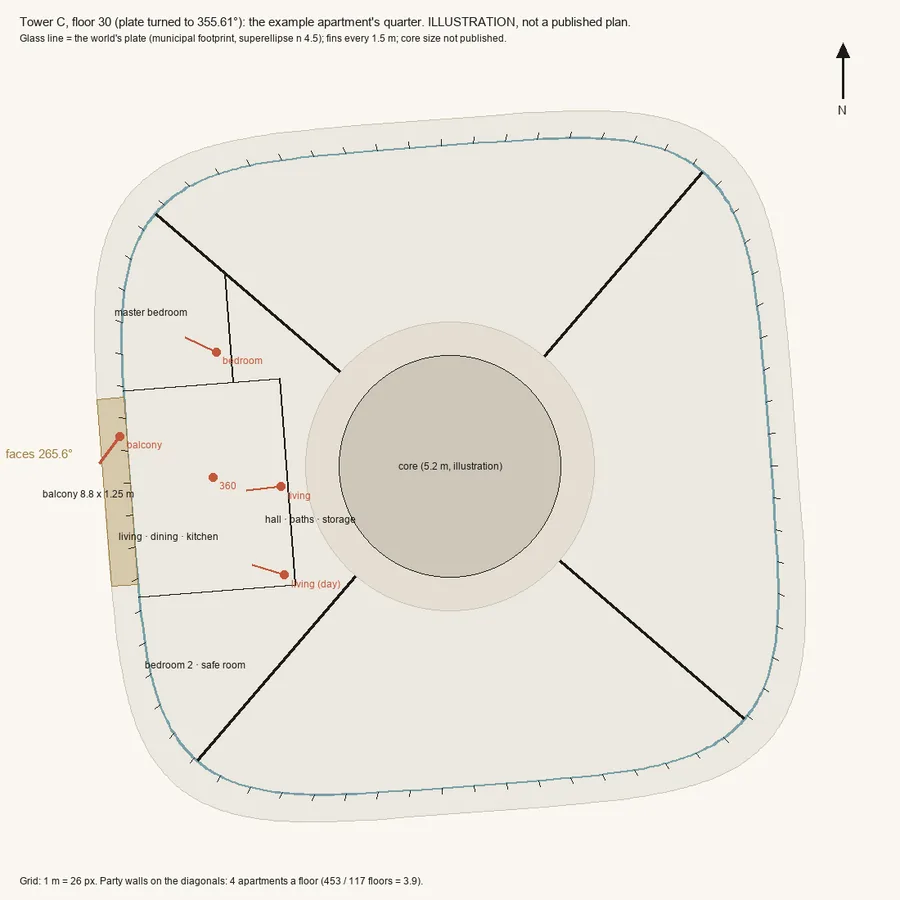 Tower C, floor 30 (plate turned to 355.61°): the example apartment's quarter. ILLUSTRATION, not a published plan.
Glass line = the world's plate (municipal footprint, superellipse n 4.5); fins every 1.5 m; core size not published.
N
master bedroom
bedroom
balcony
faces 265.6°
core (5.2 m, illustration)
360
living
balcony 8.8 x 1.25 m
hall · paths · storage
living · dining · kitchen
living (day)
bedroom 2 · safe room
Grid: 1 m = 26 px. Party walls on the diagonals: 4 apartments a floor (453 / 117 floors = 3.9).